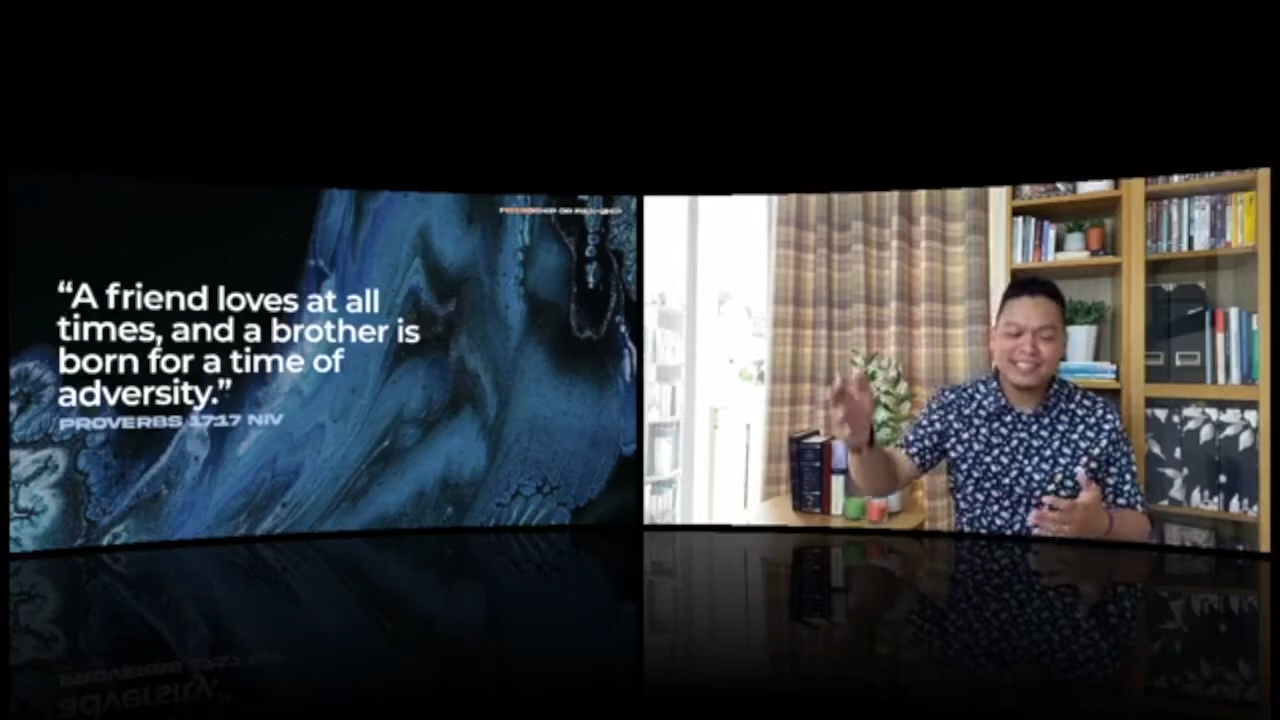 “A friend loves at all
times, and a brother is
born for a time of
adversity.”
PROVERBS 17:17 NIV